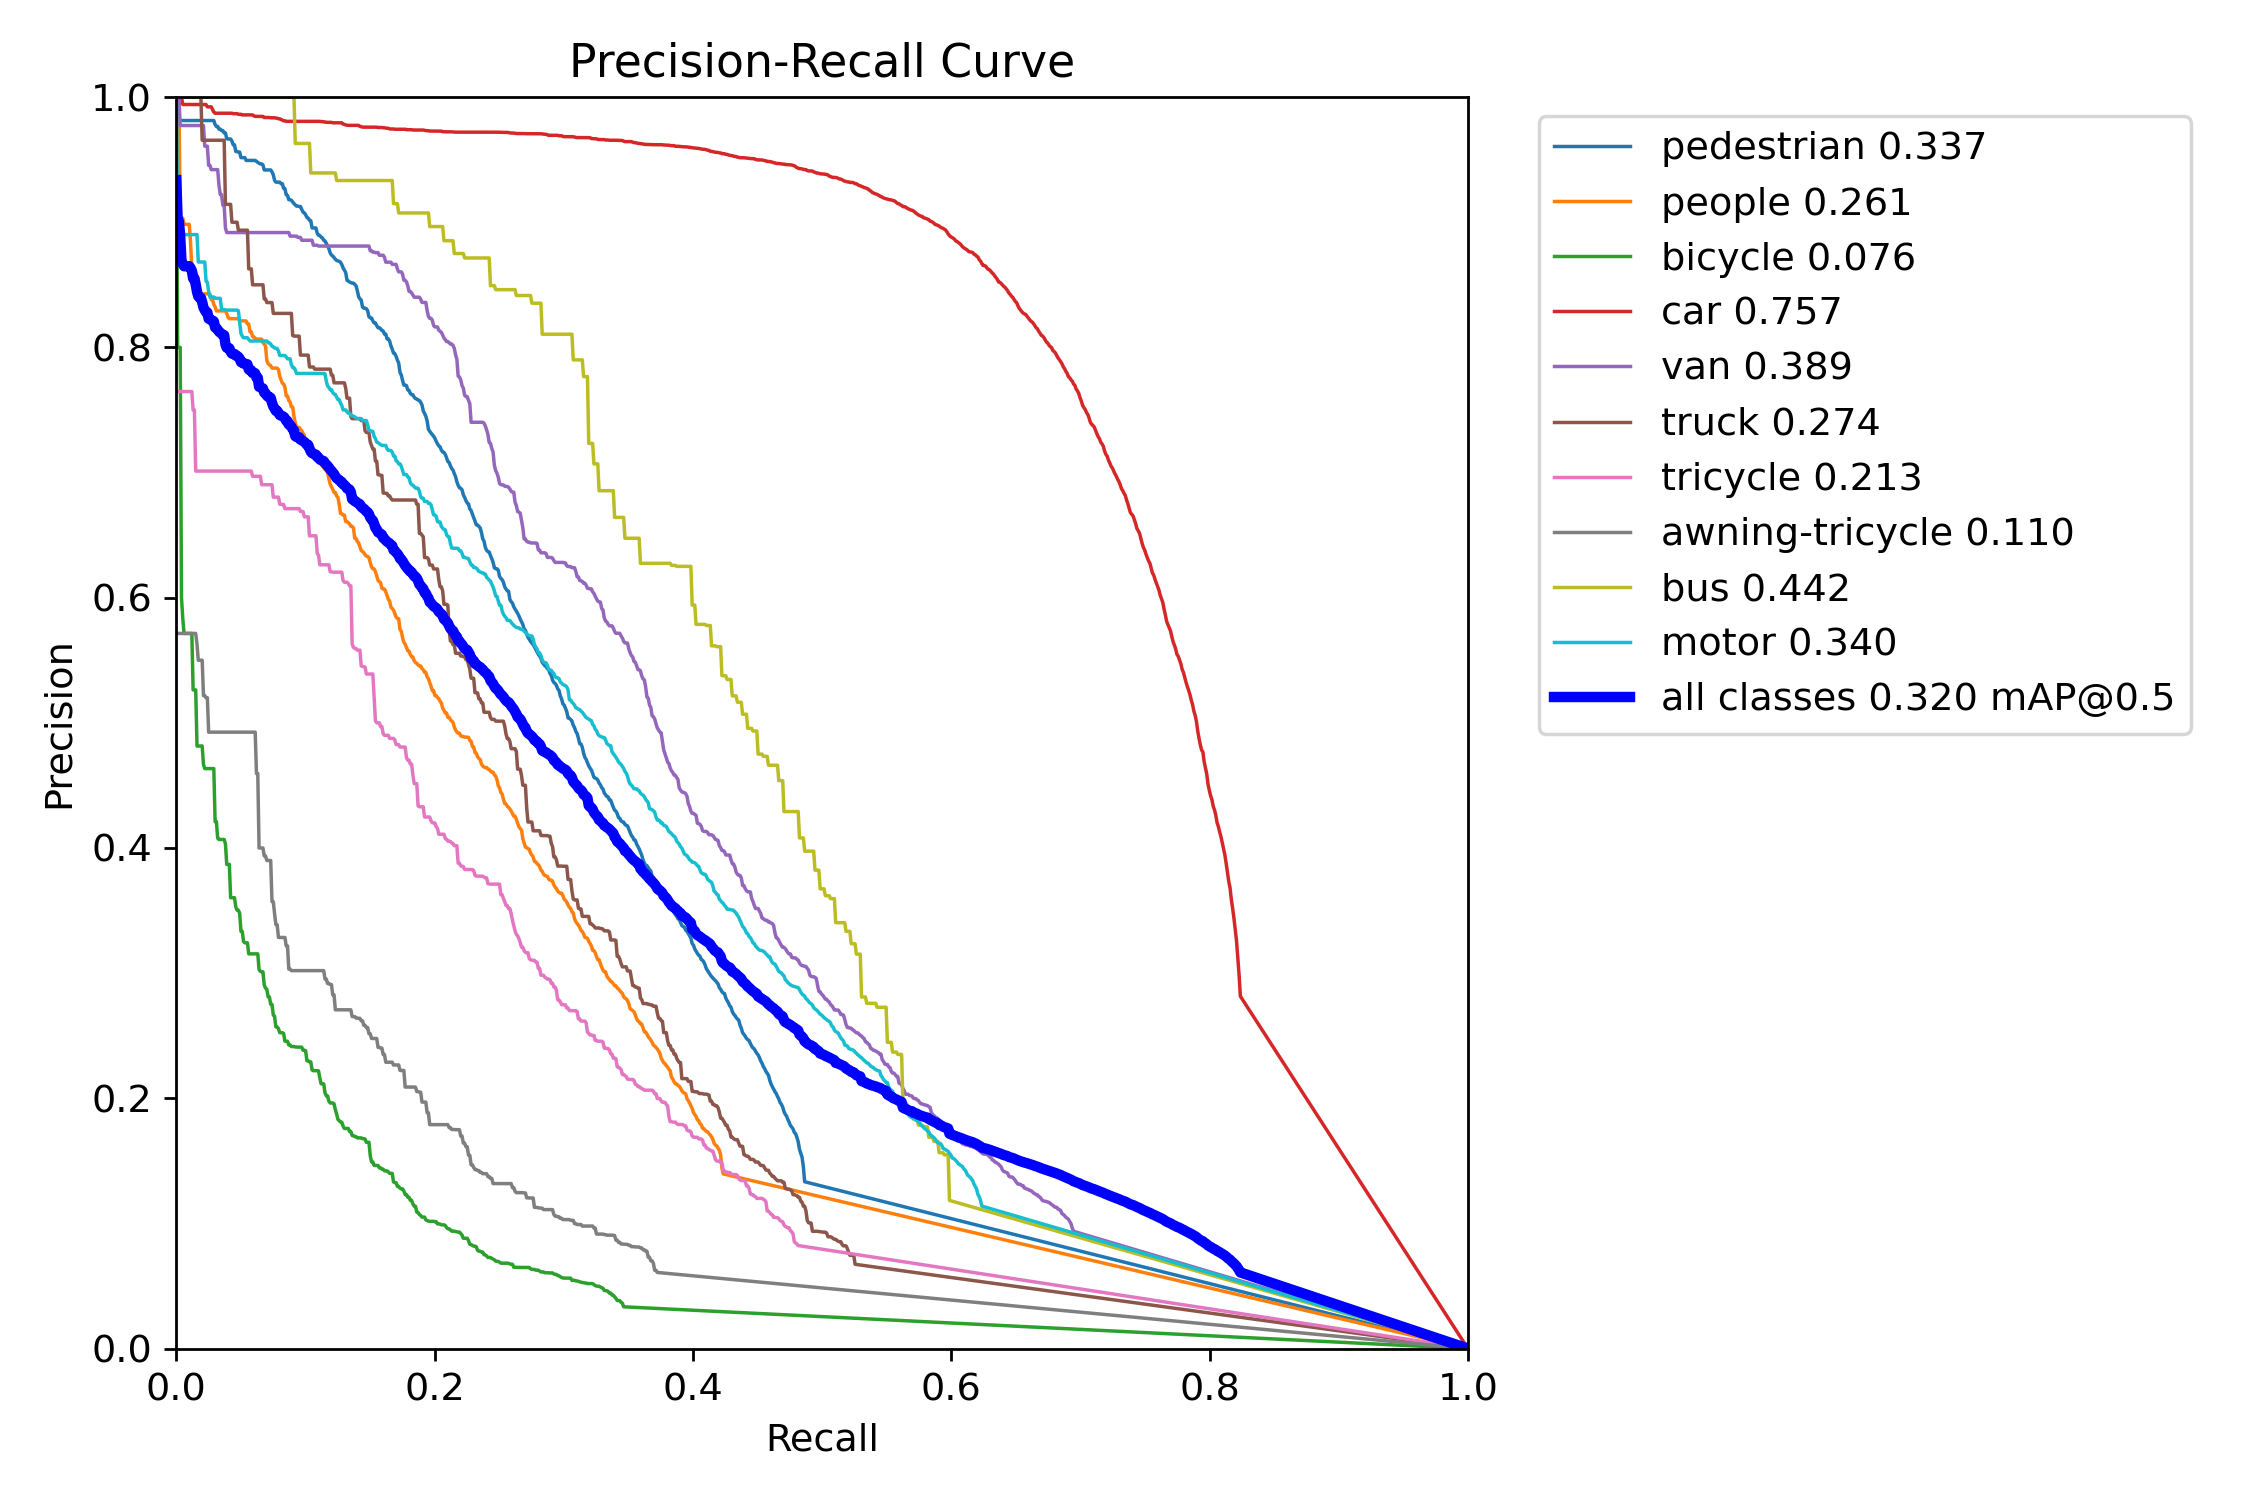 Precision-Recall Curve
1.0
0.8
0.6
0.4
0.2
0.0
Precision
0.0 0.2 0.4 0.6 0.8 1.0
Recall
pedestrian 0.337
people 0.261
bicycle 0.076
car 0.757
van 0.389
truck 0.274
tricycle 0.213
awning-tricycle 0.110
bus 0.442
motor 0.340
all classes 0.320 mAP@0.5